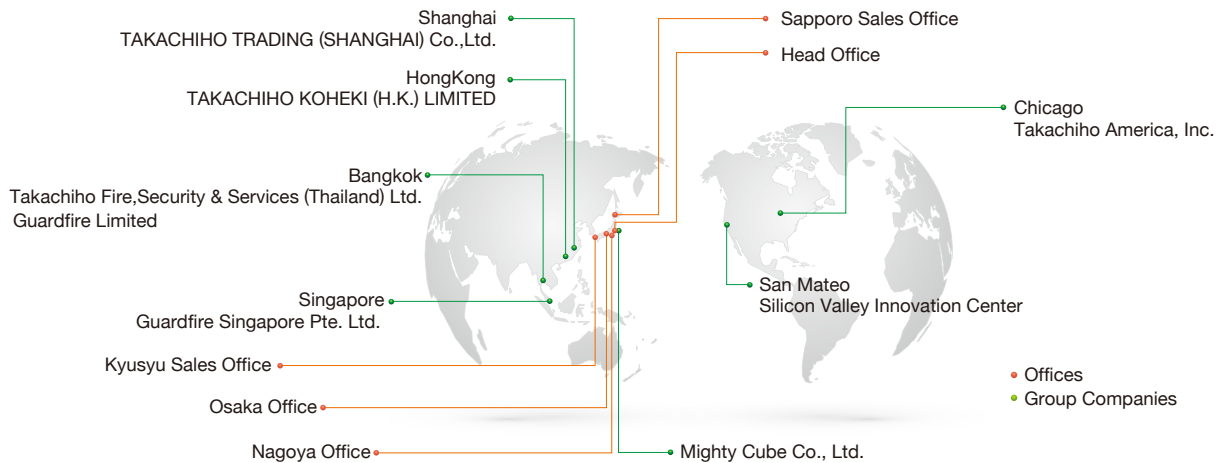 Shanghai
TAKACHIHO TRADING (SHANGHAI) Co.,Ltd.
HongKong
TAKACHIHO KOHEKI (H.K.) LIMITED
Bangkok
Takachiho Fire,Security & Services (Thailand) Ltd.
Guardfire Limited
Singapore
Guardfire Singapore Pte. Ltd.
Kyusyu Sales Office
Osaka Office
Nagoya Office
Sapporo Sales Office
Head Office
Chicago
Takachiho America, Inc.
San Mateo
Silicon Valley Innovation Center
Mighty Cube Co., Ltd.
Offices
Group Companies